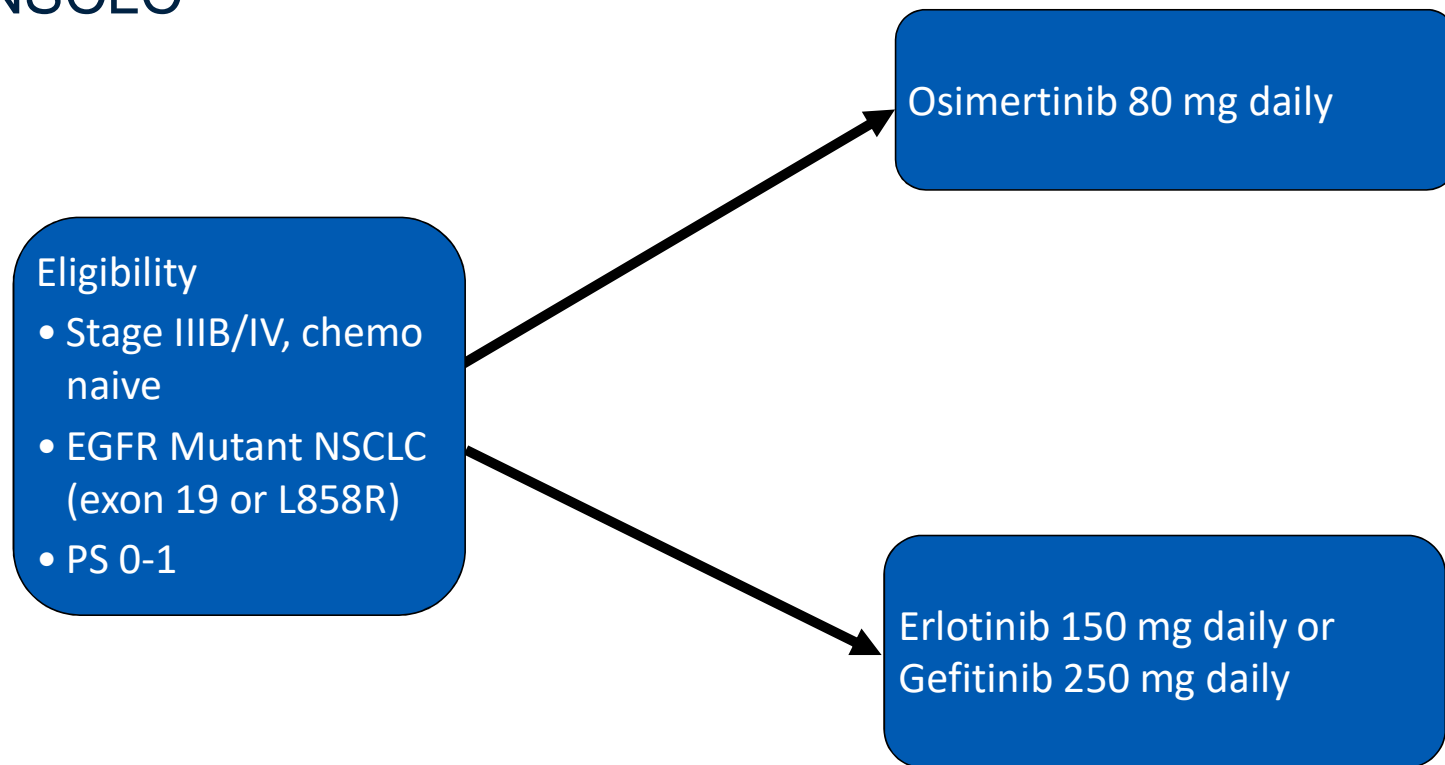 Osimertinib 80 mg daily
Eligibility
• Stage IIIB/IV, chemo
naive
• EGFR Mutant NSCLC
(exon 19 or L858R)
• PS 0-1
Erlotinib 150 mg daily or
Gefitinib 250 mg daily